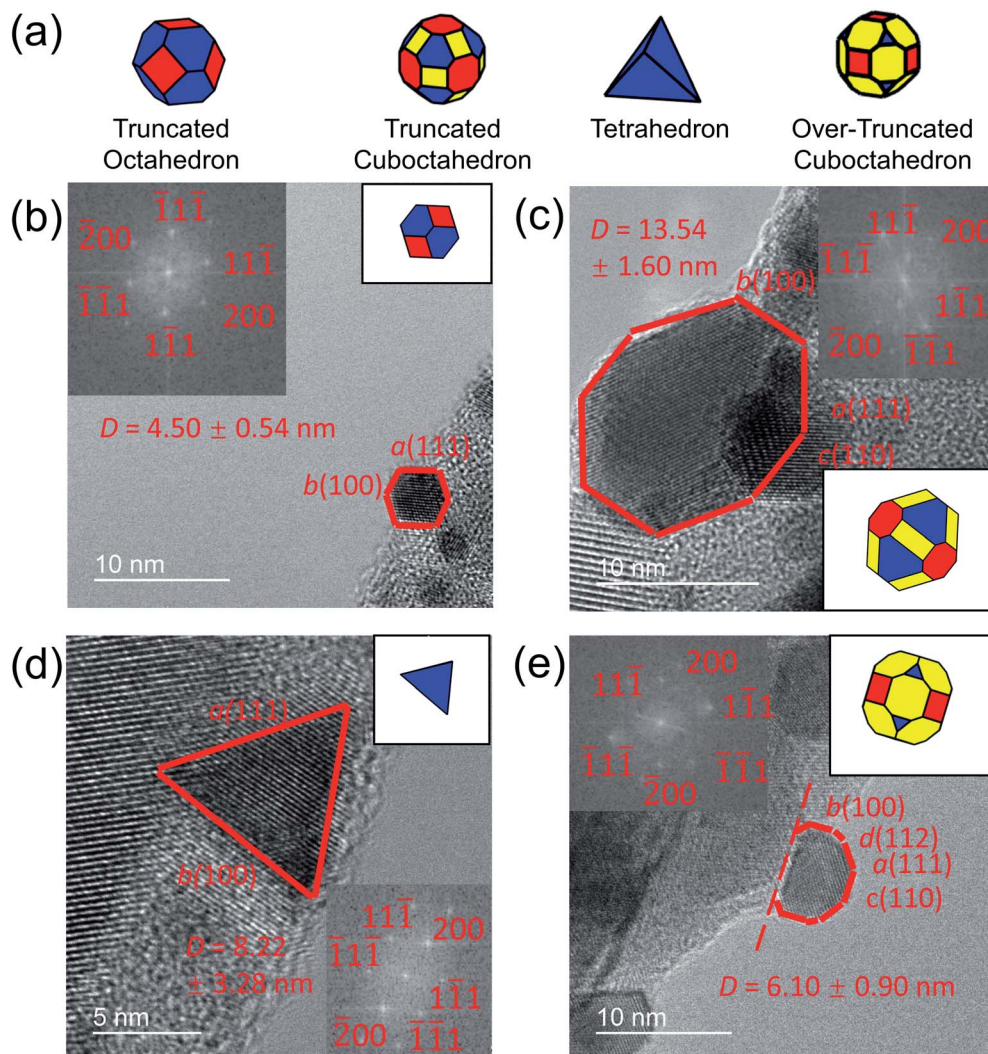 (a)
Truncated
Octahedron
Truncated
Cuboctahedron
Tetrahedron
Over-Truncated
Cuboctahedron
(b)
1̅11̅
2̅00
111̅
1̅1̅1
200
11̅1
D = 4.50 ± 0.54 nm
a(111)
b(100)
10 nm
(c)
D = 13.54
± 1.60 nm
b(100)
111̅
200
1̅11̅
11̅1
2̅00
1̅1̅1
a(111)
c(110)
10 nm
(d)
a(111)
b(100)
D = 8.22
± 3.28 nm
111̅
200
1̅11̅
11̅1
2̅00
1̅1̅1
5 nm
(e)
200
111̅
11̅1
1̅11̅
1̅1̅1
2̅00
b(100)
d(112)
a(111)
c(110)
D = 6.10 ± 0.90 nm
10 nm